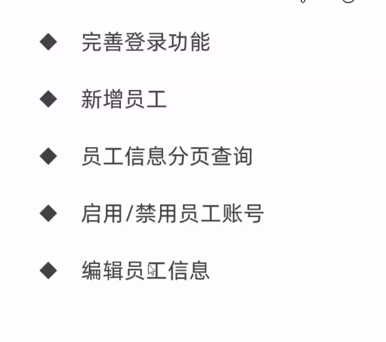 完善登录功能
新增员工
员工信息分页查询
启用/禁用员工账号
编辑员工信息